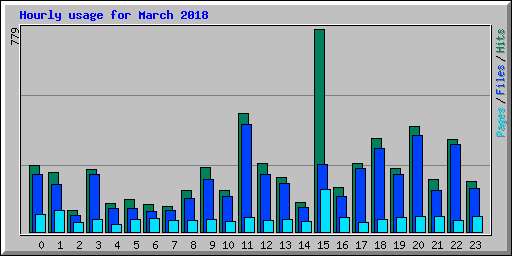 Hourly usage for March 2018
779
Pages/Files/Hits
0 1 2 3 4 5 6 7 8 9 10 11 12 13 14 15 16 17 18 19 20 21 22 23